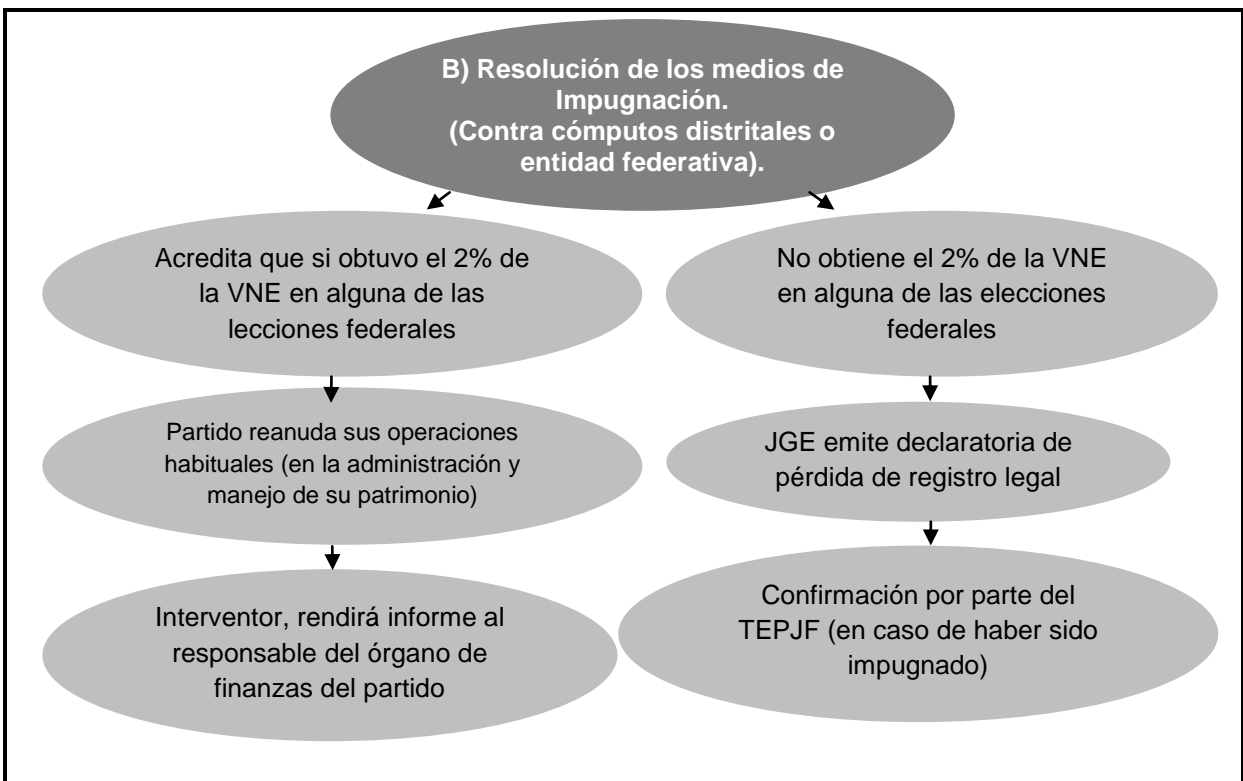 B) Resolución de los medios de
Impugnación.
(Contra cómputos distritales o
entidad federativa).
Acredita que si obtuvo el 2% de
la VNE en alguna de las
lecciones federales
No obtiene el 2% de la VNE
en alguna de las elecciones
federales
Partido reanuda sus operaciones
habituales (en la administración y
manejo de su patrimonio)
JGE emite declaratoria de
pérdida de registro legal
Interventor, rendirá informe al
responsable del órgano de
finanzas del partido
Confirmación por parte del
TEPJF (en caso de haber sido
impugnado)